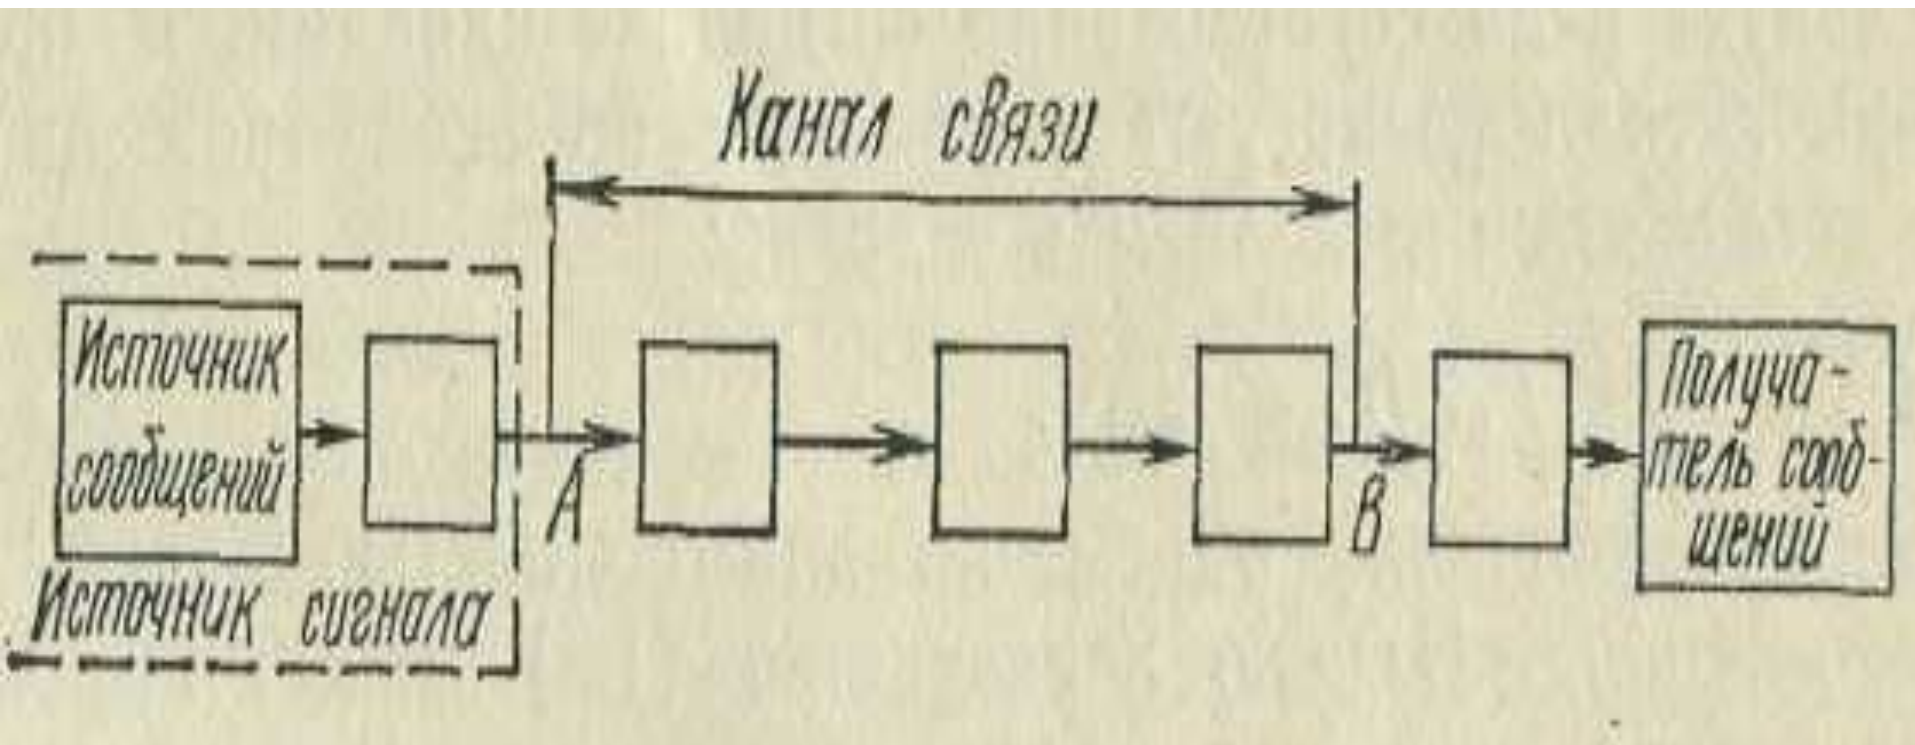 Канал связи
Источник
сообщений
Источник сигнала
А
В
Получа-
тель сооб-
щений